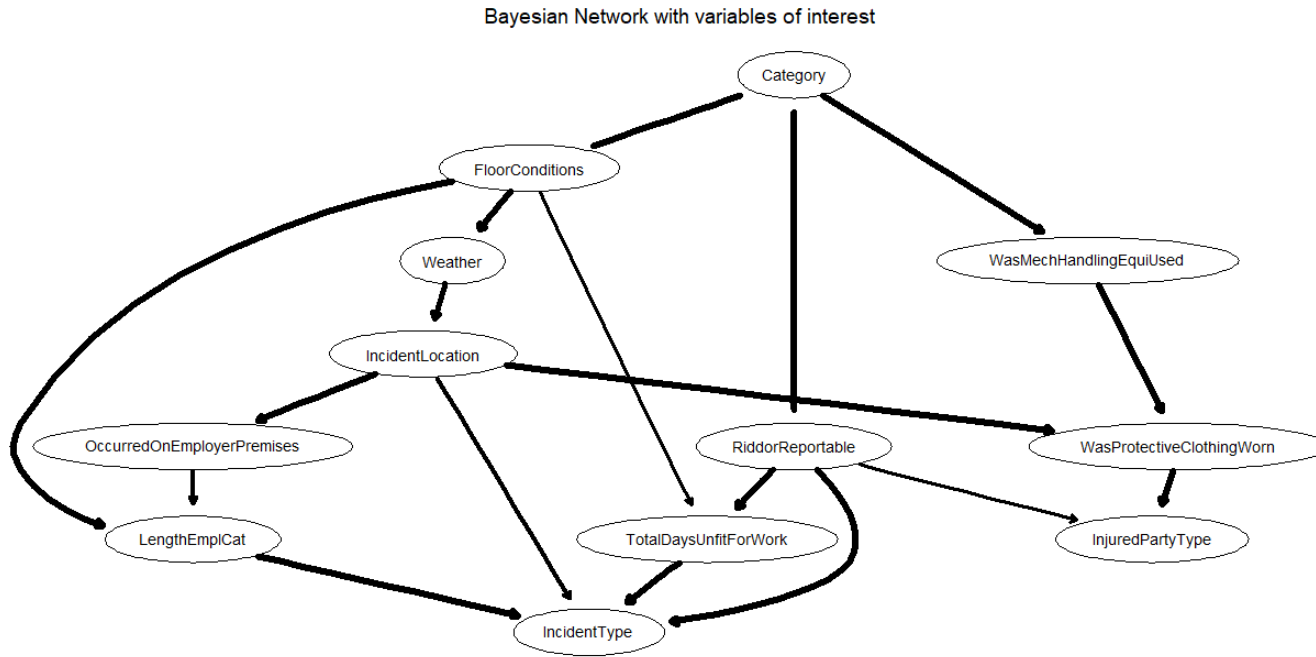 Bayesian Network with variables of interest
Category
FloorConditions
Weather
WasMechHandlingEquiUsed
IncidentLocation
OccurredOnEmployerPremises
RiddorReportable
WasProtectiveClothingWorn
LengthEmplCat
TotalDaysUnfitForWork
InjuredPartyType
IncidentType